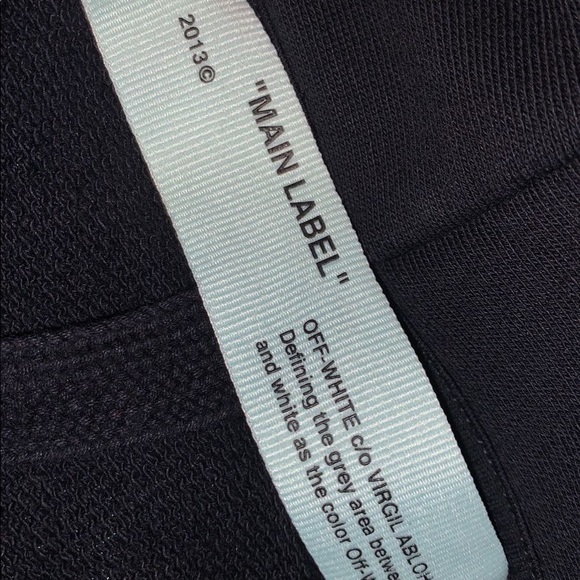 2013©
"MAIN LABEL"
OFF-WHITE c/o VIRGIL
Defining the grey area
and white as the color